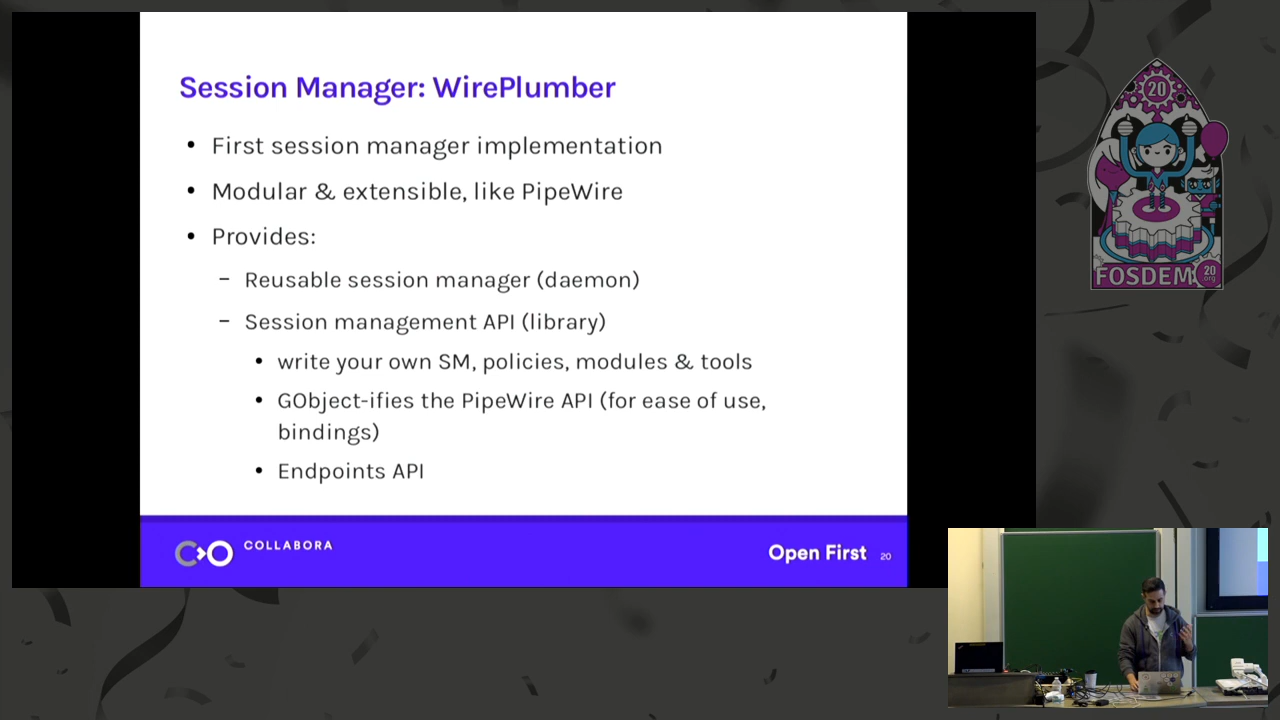 Session Manager: WirePlumber
• First session manager implementation
• Modular & extensible, like PipeWire
• Provides:
– Reusable session manager (daemon)
– Session management API (library)
• write your own SM, policies, modules & tools
• GObject-ifies the PipeWire API (for ease of use,
bindings)
• Endpoints API
COLLABORA
Open First 20
20
FOSDEM
20
org